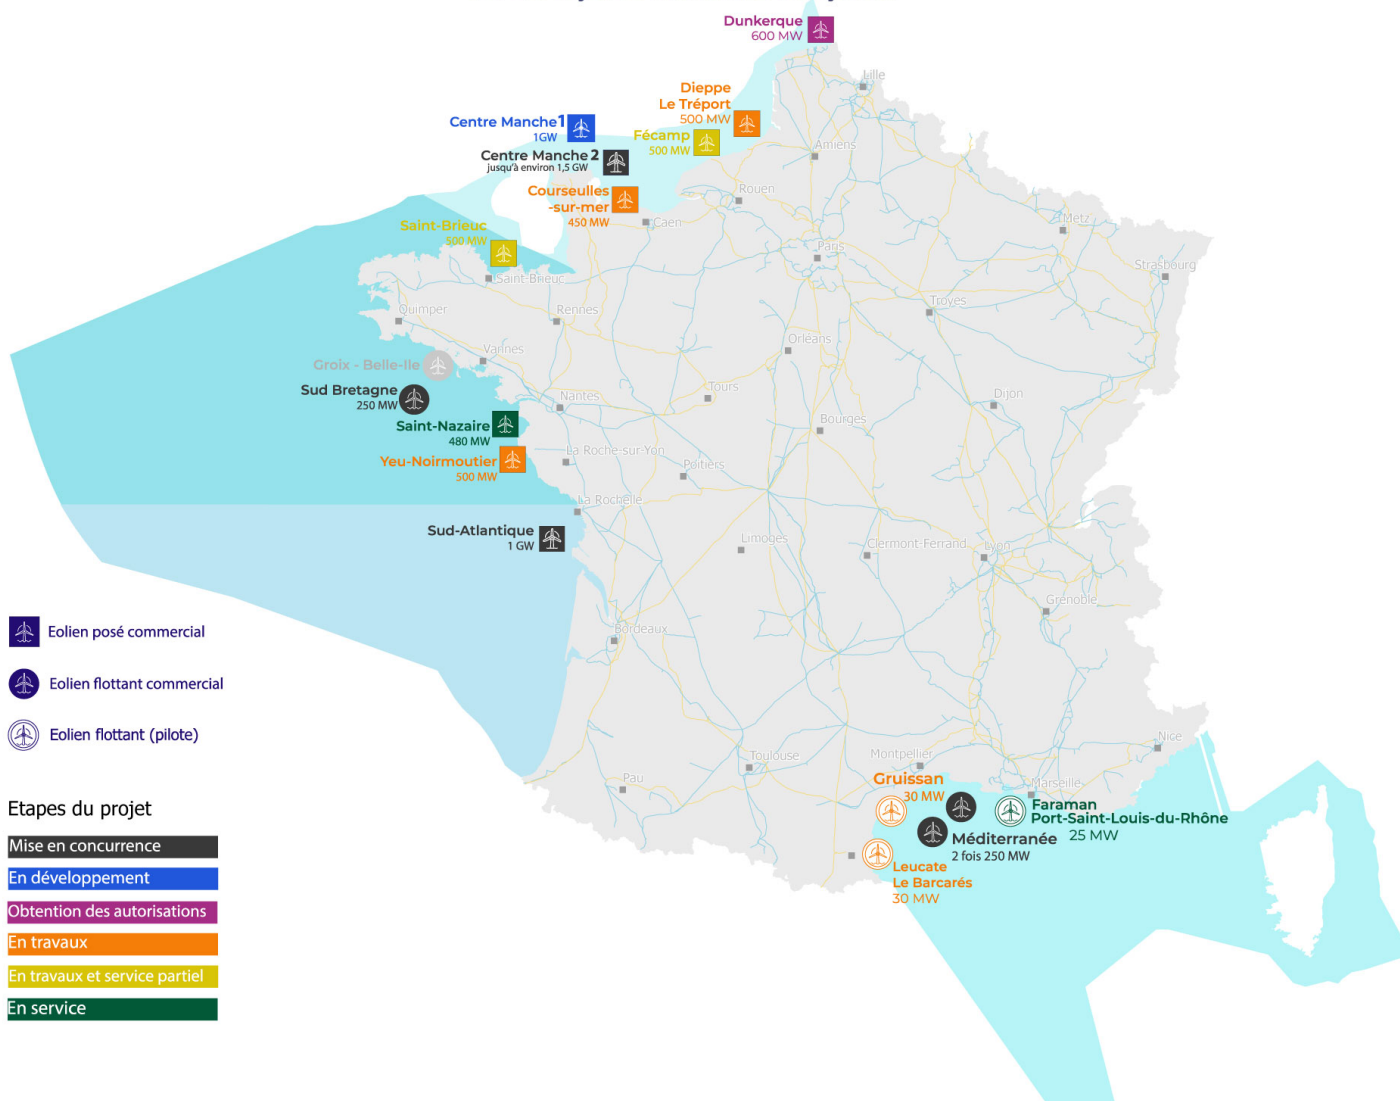 Dunkerque
600 MW
Lille
Dieppe
Le Tréport
500 MW
Centre Manche 1
1GW
Fécamp
500 MW
Centre Manche 2
jusqu'à environ 1,5 GW
Amiens
Courseulles
-sur-mer
450 MW
Rouen
Caen
Metz
Saint-Brieuc
500 MW
Paris
Strasbourg
Saint-Brieuc
Quimper
Rennes
Troyes
Orléans
Vannes
Groix - Belle-Ile
Sud Bretagne
250 MW
Nantes
Tours
Dijon
Saint-Nazaire
480 MW
Bourges
La Roche-sur-Yon
Yeu-Noirmoutier
500 MW
Poitiers
La Rochelle
Sud-Atlantique
1 GW
Limoges
Clermont-Ferrand
Lyon
Grenoble
Bordeaux
Eolien posé commercial
Eolien flottant commercial
Eolien flottant (pilote)
Nice
Toulouse
Montpellier
Pau
Gruissan
30 MW
Marseille
Faraman
Port-Saint-Louis-du-Rhône
25 MW
Méditerranée
2 fois 250 MW
Leucate
Le Barcarés
30 MW
Etapes du projet
Mise en concurrence
En développement
Obtention des autorisations
En travaux
En travaux et service partiel
En service